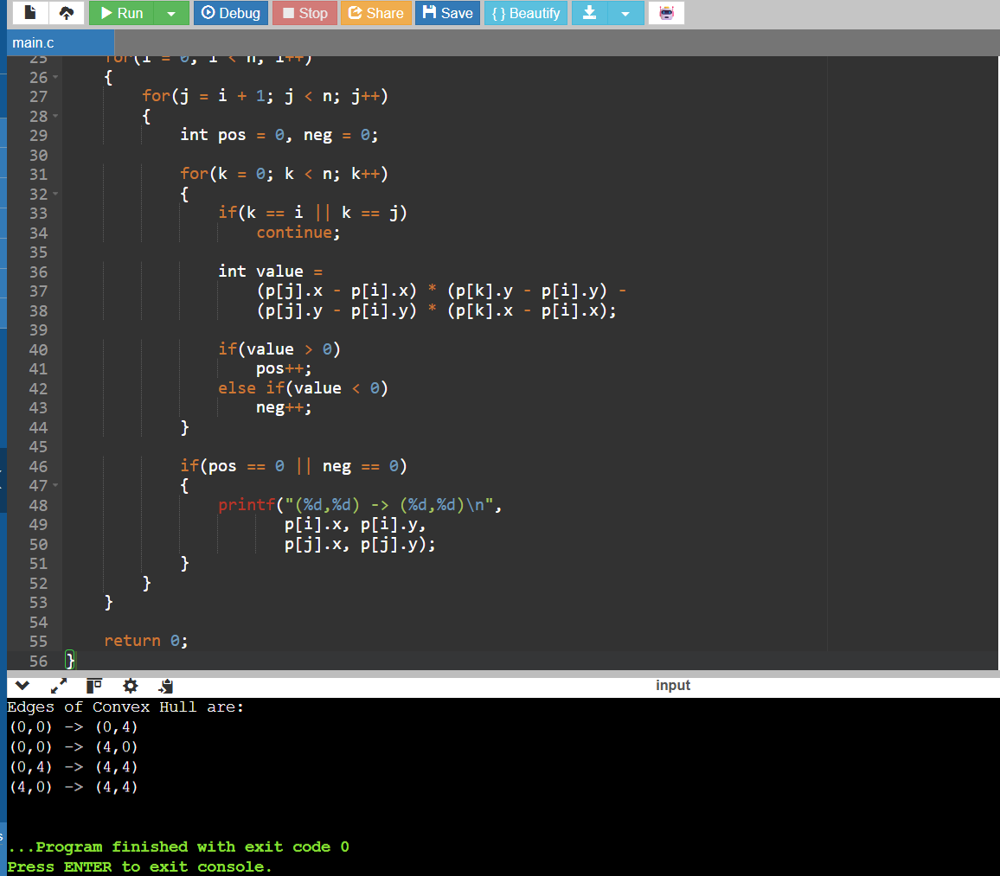 Run Debug Stop Share Save { } Beautify
main.c
25 for(i = 0; i < n; i++)
26 {
27 for(j = i + 1; j < n; j++)
28 {
29 int pos = 0, neg = 0;
30
31 for(k = 0; k < n; k++)
32 {
33 if(k == i || k == j)
34 continue;
35
36 int value =
37 (p[j].x - p[i].x) * (p[k].y - p[i].y) -
38 (p[j].y - p[i].y) * (p[k].x - p[i].x);
39
40 if(value > 0)
41 pos++;
42 else if(value < 0)
43 neg++;
44 }
45
46 if(pos == 0 || neg == 0)
47 {
48 printf("(%d,%d) -> (%d,%d)\n",
49 p[i].x, p[i].y,
50 p[j].x, p[j].y);
51 }
52 }
53 }
54
55 return 0;
56 }
input
Edges of Convex Hull are:
(0,0) -> (0,4)
(0,0) -> (4,0)
(0,4) -> (4,4)
(4,0) -> (4,4)
...Program finished with exit code 0
Press ENTER to exit console.